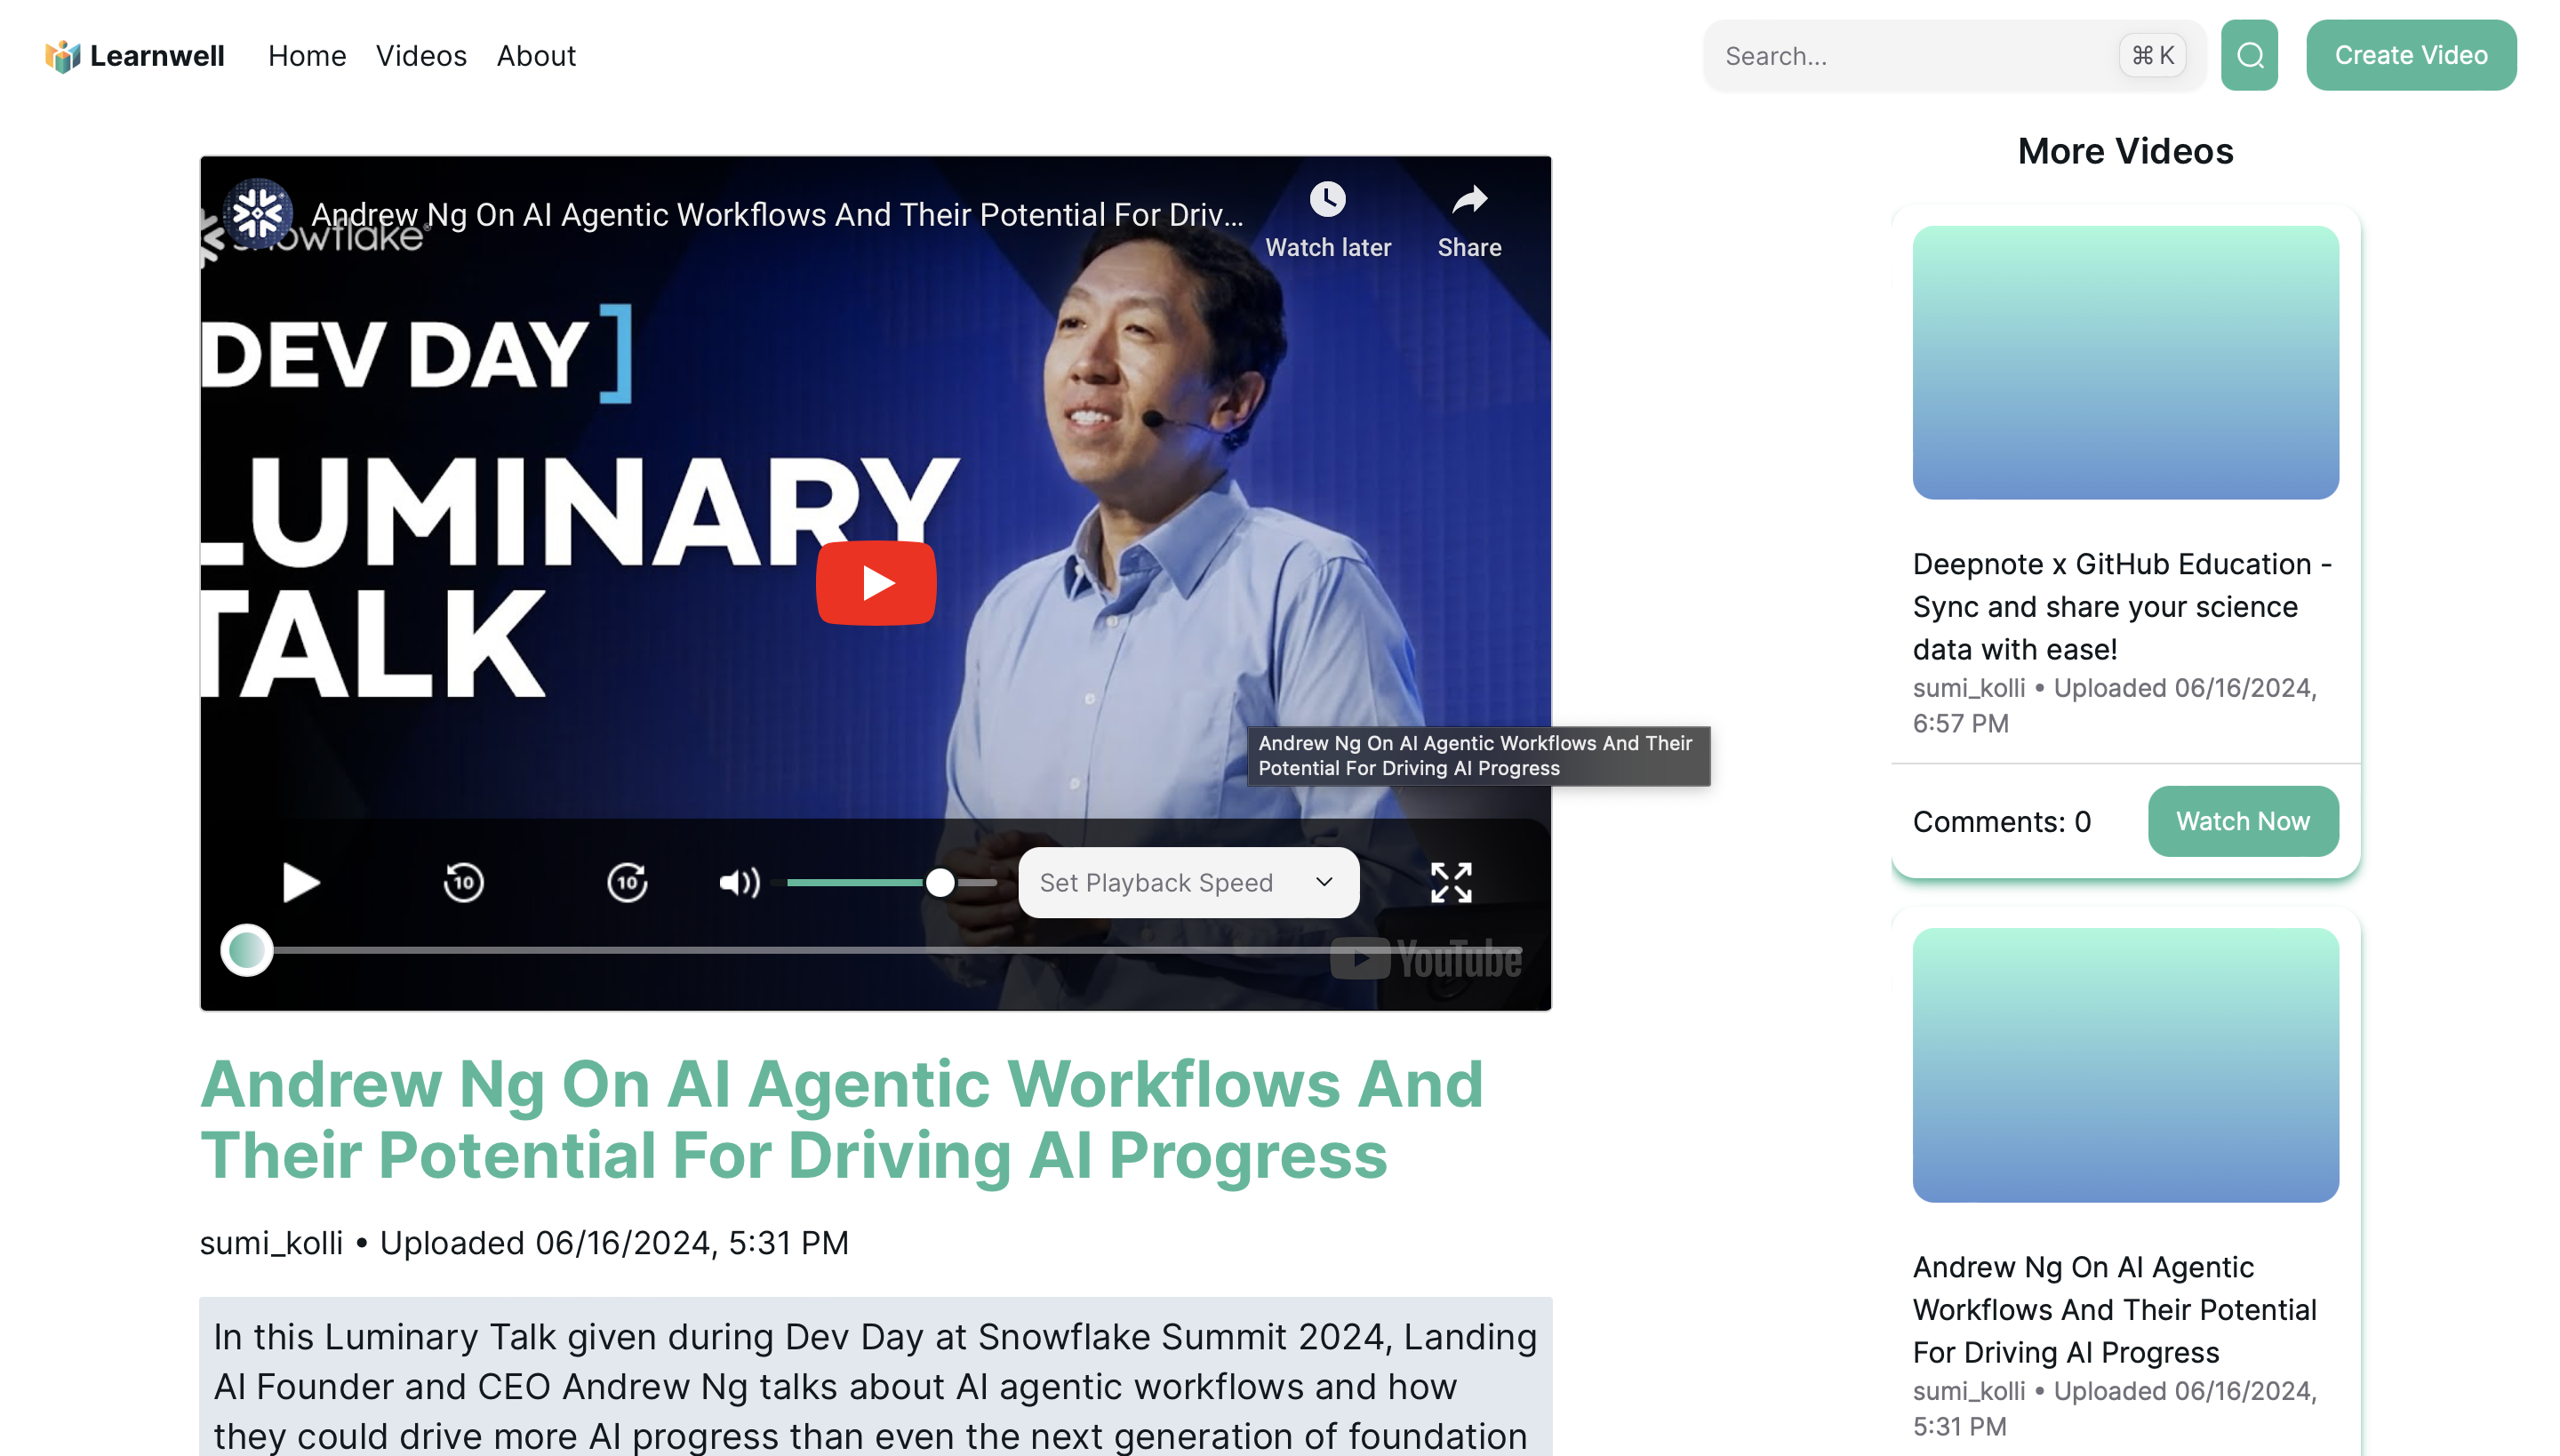 Learnwell
Home
Videos
About
Search...
⌘ K
Create Video
snowflake
Andrew Ng On AI Agentic Workflows And Their Potential For Driv...
Watch later
Share
DEV DAY]
LUMINARY
TALK
Andrew Ng On AI Agentic Workflows And Their
Potential For Driving AI Progress
10
10
Set Playback Speed
YouTube
Andrew Ng On AI Agentic Workflows And
Their Potential For Driving AI Progress
sumi_kolli • Uploaded 06/16/2024, 5:31 PM
In this Luminary Talk given during Dev Day at Snowflake Summit 2024, Landing
AI Founder and CEO Andrew Ng talks about AI agentic workflows and how
they could drive more AI progress than even the next generation of foundation
More Videos
Deepnote x GitHub Education -
Sync and share your science
data with ease!
sumi_kolli • Uploaded 06/16/2024,
6:57 PM
Comments: 0
Watch Now
Andrew Ng On AI Agentic
Workflows And Their Potential
For Driving AI Progress
sumi_kolli • Uploaded 06/16/2024,
5:31 PM